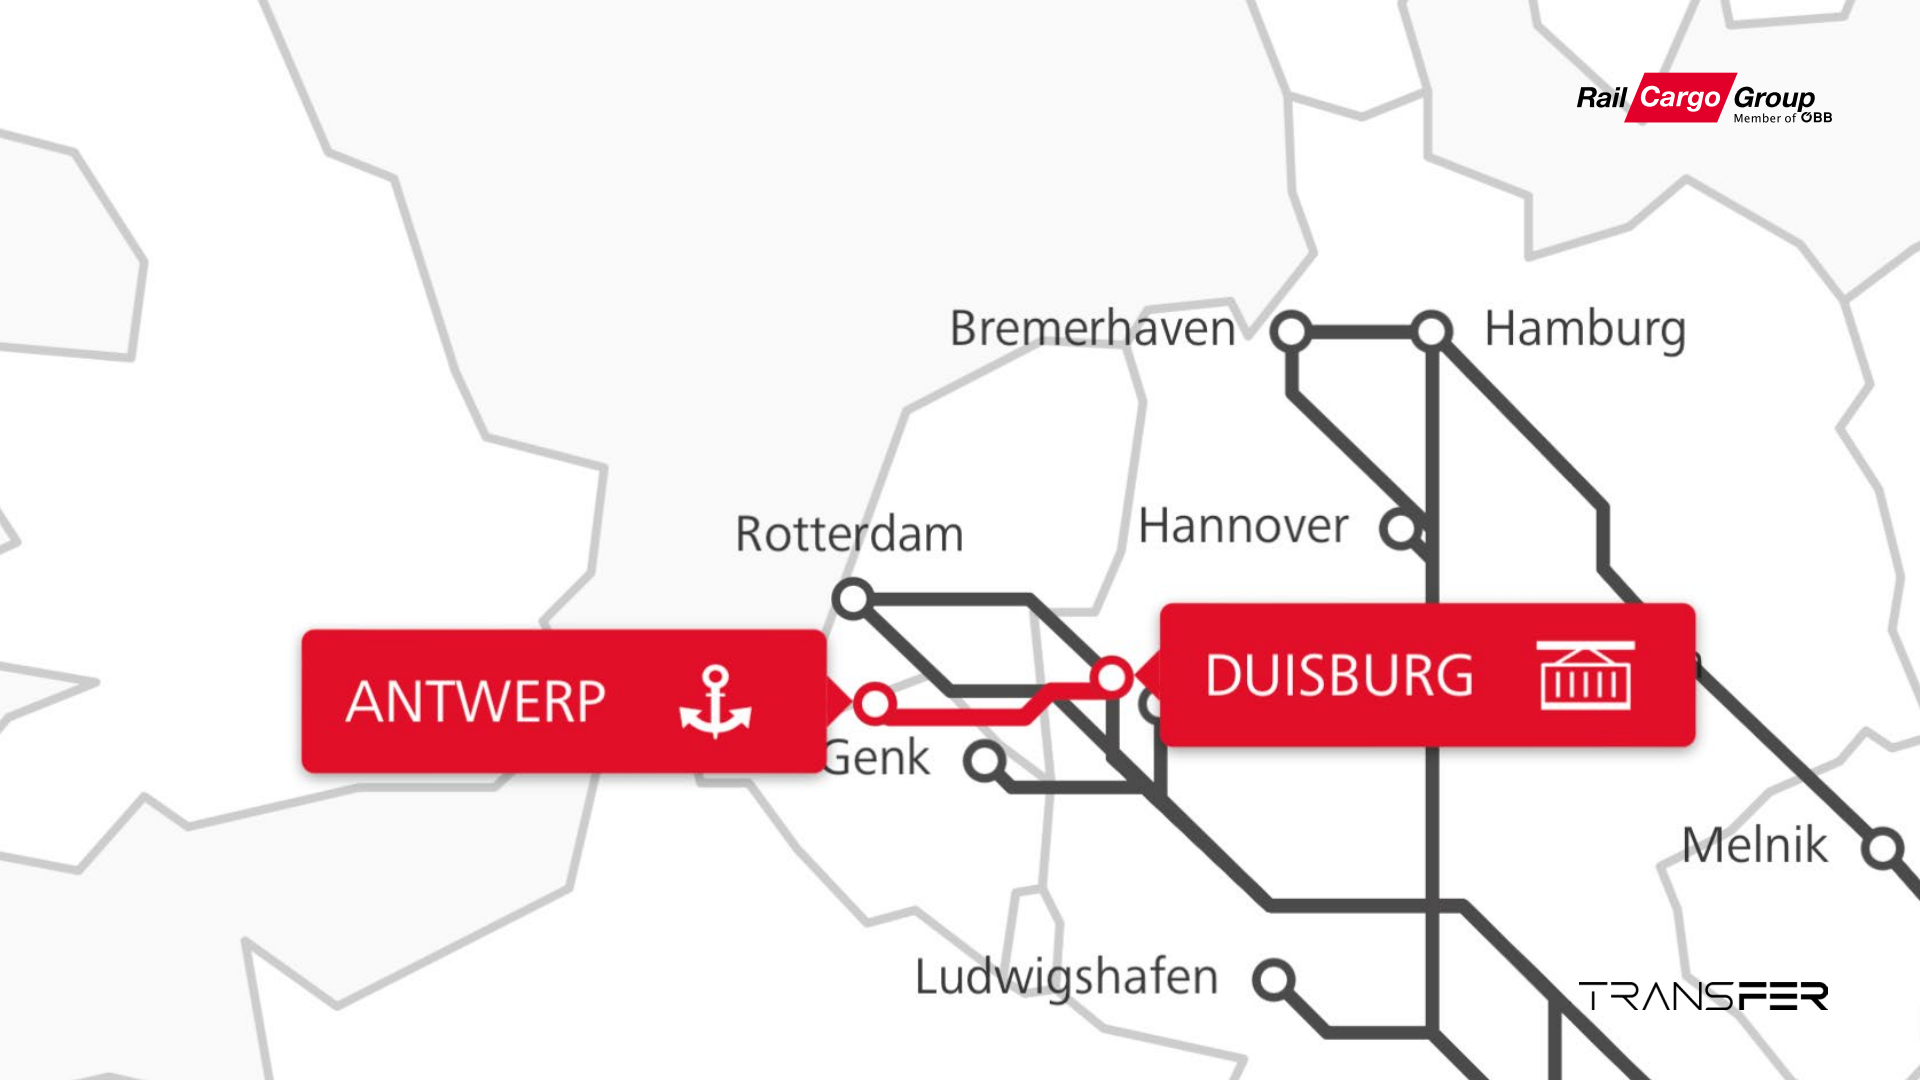 Rail Cargo Group
Member of ÖBB
Bremerhaven
Hamburg
Rotterdam
Hannover
ANTWERP
DUISBURG
Genk
Melnik
Ludwigshafen
TRANSFER